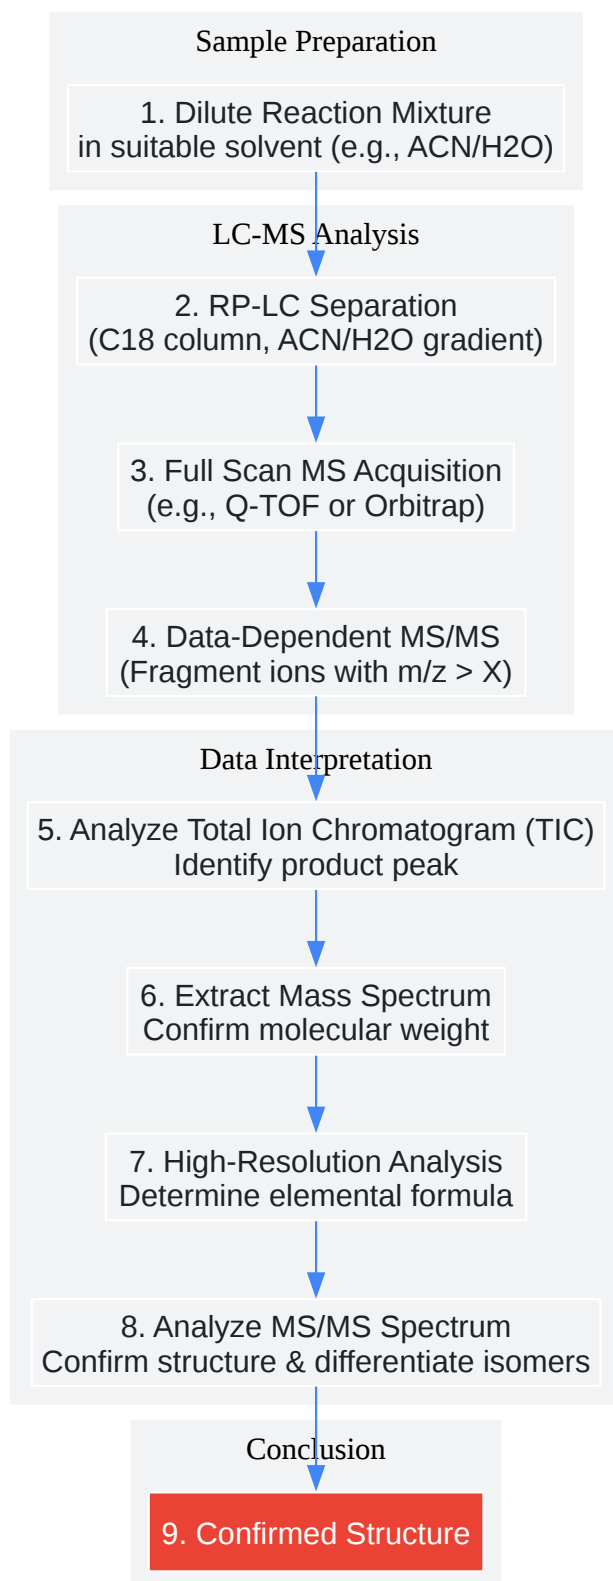 Sample Preparation
1. Dilute Reaction Mixture
in suitable solvent (e.g., ACN/H2O)
LC-MS Analysis
2. RP-LC Separation
(C18 column, ACN/H2O gradient)
3. Full Scan MS Acquisition
(e.g., Q-TOF or Orbitrap)
4. Data-Dependent MS/MS
(Fragment ions with m/z > X)
Data Interpretation
5. Analyze Total Ion Chromatogram (TIC)
Identify product peak
6. Extract Mass Spectrum
Confirm molecular weight
7. High-Resolution Analysis
Determine elemental formula
8. Analyze MS/MS Spectrum
Confirm structure & differentiate isomers
Conclusion
9. Confirmed Structure